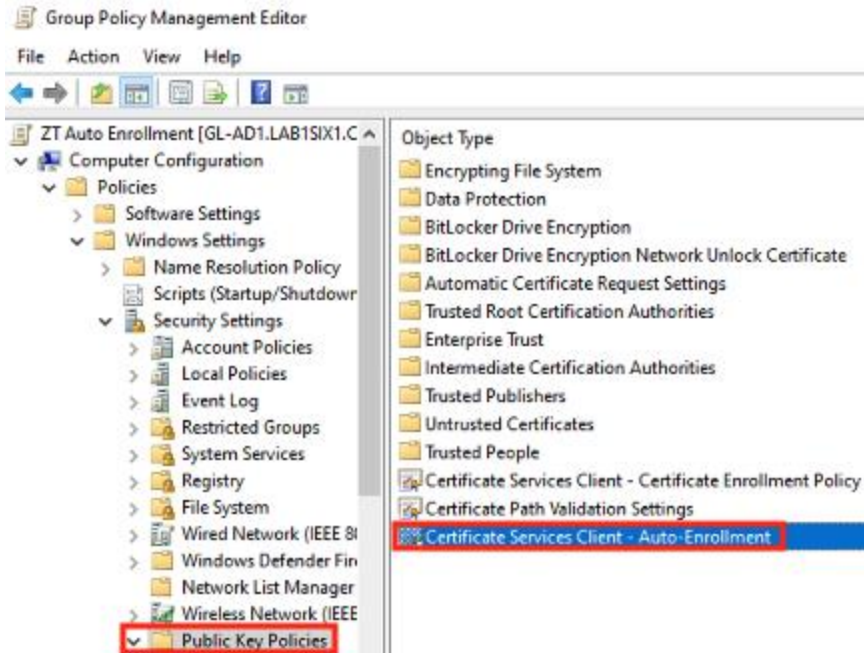 Group Policy Management Editor
File Action View Help
ZT Auto Enrollment [GL-AD1.LAB1SIX1.C
Computer Configuration
Policies
Software Settings
Windows Settings
Name Resolution Policy
Scripts (Startup/Shutdowr
Security Settings
Account Policies
Local Policies
Event Log
Restricted Groups
System Services
Registry
File System
Wired Network (IEEE 80
Windows Defender Fir
Network List Manager
Wireless Network (IEEE
Public Key Policies
Object Type
Encrypting File System
Data Protection
BitLocker Drive Encryption
BitLocker Drive Encryption Network Unlock Certificate
Automatic Certificate Request Settings
Trusted Root Certification Authorities
Enterprise Trust
Intermediate Certification Authorities
Trusted Publishers
Untrusted Certificates
Trusted People
Certificate Services Client - Certificate Enrollment Policy
Certificate Path Validation Settings
Certificate Services Client - Auto-Enrollment